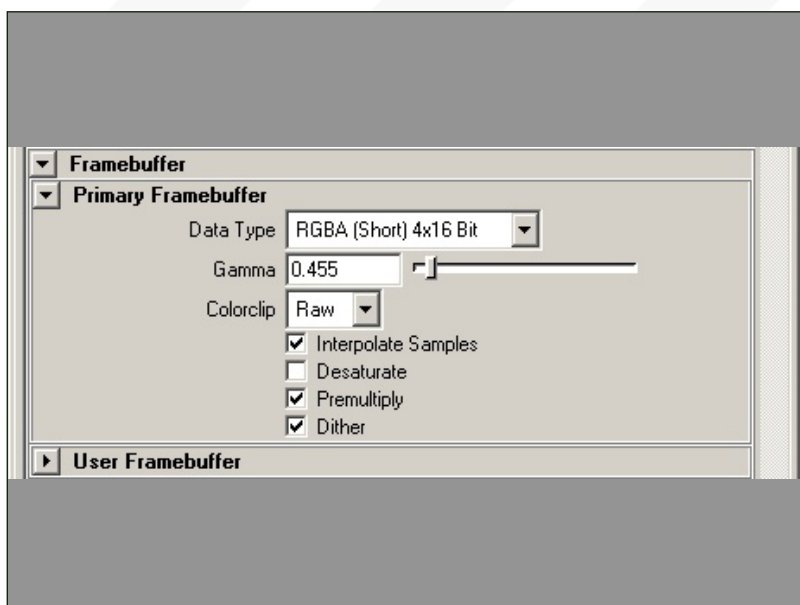 Framebuffer
Primary Framebuffer
Data Type RGBA (Short) 4x16 Bit
Gamma 0.455
Colorclip Raw
Interpolate Samples
Desaturate
Premultiply
Dither
User Framebuffer